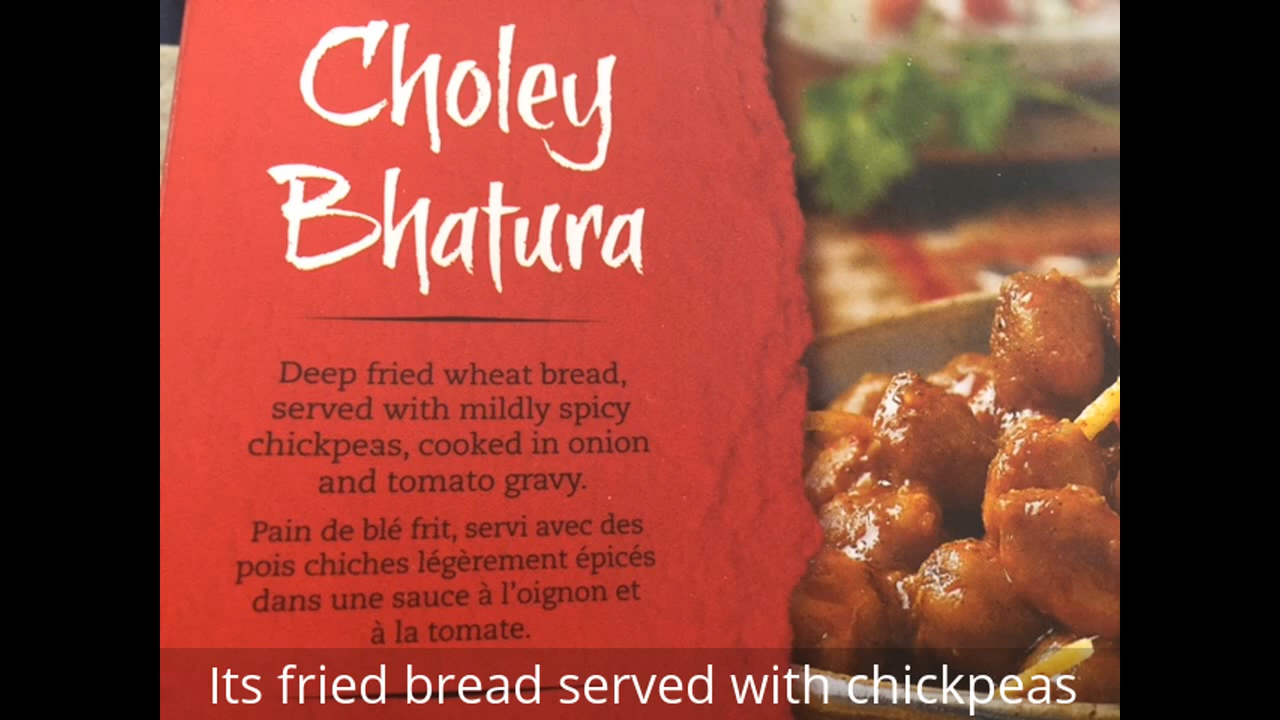 Choley
Bhatura
Deep fried wheat bread,
served with mildly spicy
chickpeas, cooked in onion
and tomato gravy.
Pain de blé frit, servi avec des
pois chiches légèrement épicés
dans une sauce à l'oignon et
à la tomate.
Its fried bread served with chickpeas